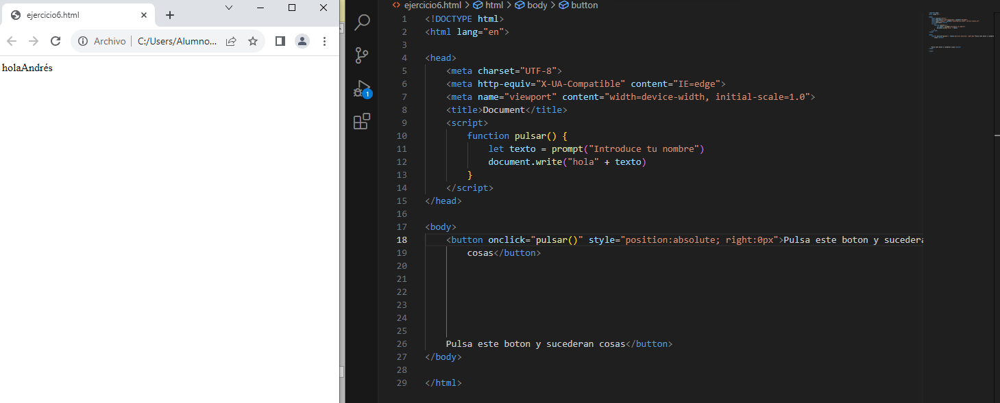 ejercicio6.html
Archivo | C:/Users/Alumno...
holaAndrés
1
ejercicio6.html > html > body > button
1 <!DOCTYPE html>
2 <html lang="en">
3
4 <head>
5 <meta charset="UTF-8">
6 <meta http-equiv="X-UA-Compatible" content="IE=edge">
7 <meta name="viewport" content="width=device-width, initial-scale=1.0">
8 <title>Document</title>
9 <script>
10 function pulsar() {
11 let texto = prompt("Introduce tu nombre")
12 document.write("hola" + texto)
13 }
14 </script>
15 </head>
16
17 <body>
18 <button onclick="pulsar()" style="position:absolute; right:0px">Pulsa este boton y sucedera
19 cosas</button>
20
21
22
23
24
25
26 Pulsa este boton y sucederan cosas</button>
27 </body>
28
29 </html>